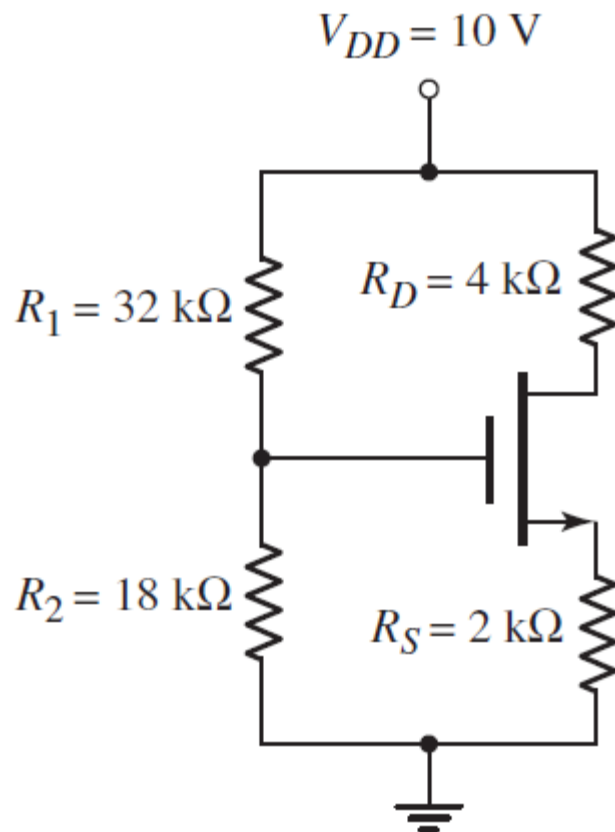 V_DD = 10 V
R_D = 4 kΩ
R_1 = 32 kΩ
R_2 = 18 kΩ
R_S = 2 kΩ